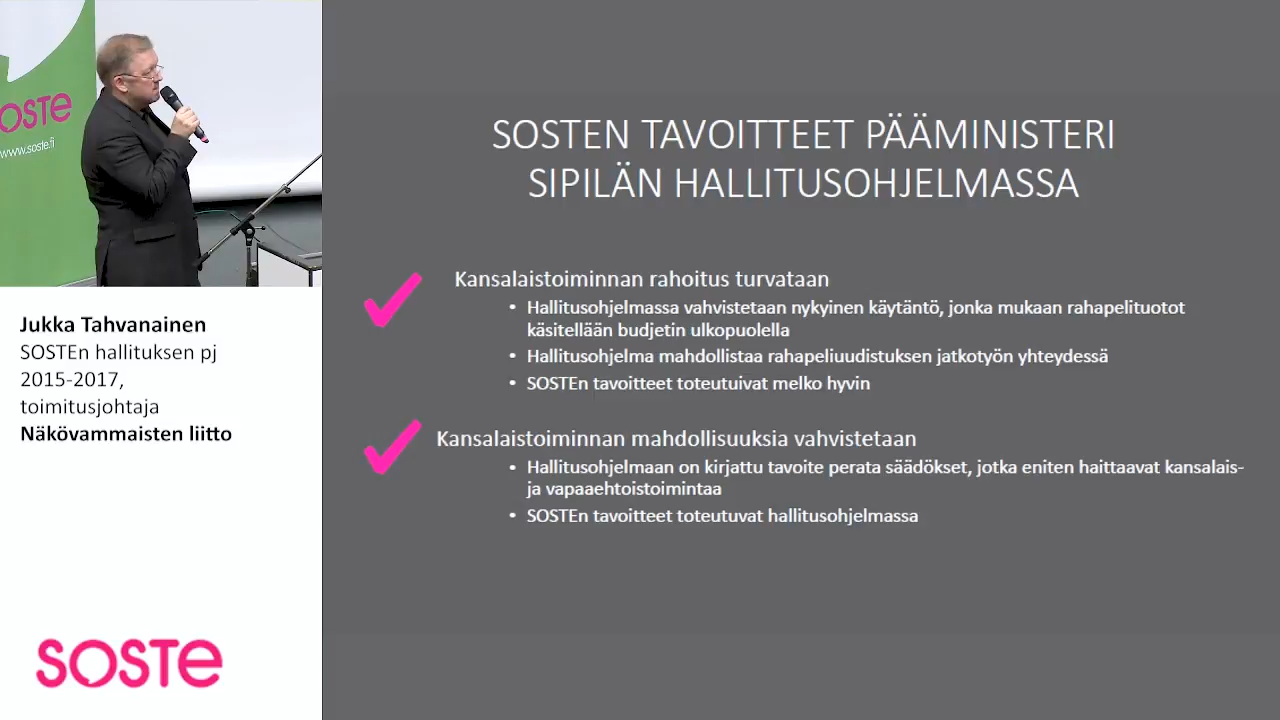 OSTE
www.soste.fi
Jukka Tahvanainen
SOSTEn hallituksen pj
2015-2017,
toimitusjohtaja
Näkövammaisten liitto
SOSTE
SOSTEN TAVOITTEET PÄÄMINISTERI
SIPILÄN HALLITUSOHJELMASSA
Kansalaistoiminnan rahoitus turvataan
• Hallitusohjelmassa vahvistetaan nykyinen käytäntö, jonka mukaan rahapelituotot
käsitellään budjetin ulkopuolella
• Hallitusohjelma mahdollistaa rahapeliuudistuksen jatkotyön yhteydessä
• SOSTEn tavoitteet toteutuivat melko hyvin
Kansalaistoiminnan mahdollisuuksia vahvistetaan
• Hallitusohjelmaan on kirjattu tavoite perata säädökset, jotka eniten haittaavat kansalais-
ja vapaaehtoistoimintaa
• SOSTEn tavoitteet toteutuvat hallitusohjelmassa